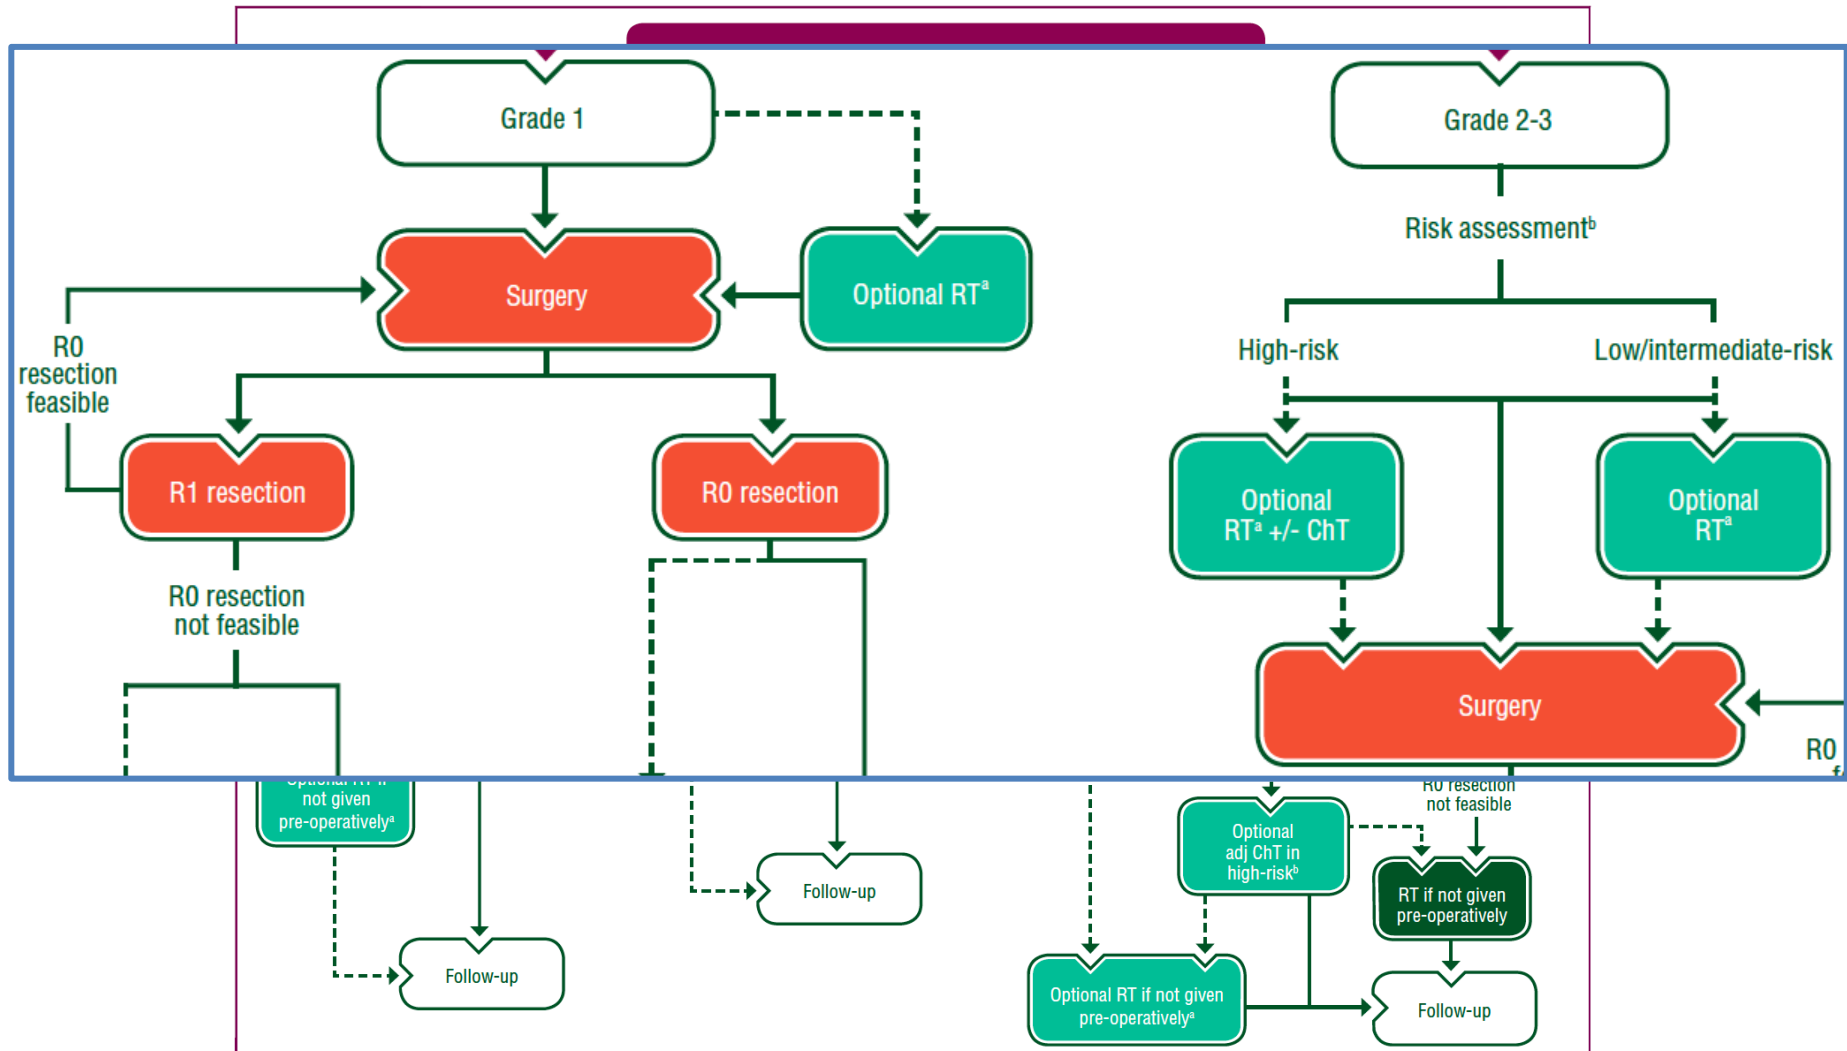 Grade 1
Grade 2-3
Risk assessmentᵇ
Surgery
Optional RTᵃ
R0
resection
feasible
High-risk
Low/intermediate-risk
R1 resection
R0 resection
Optional
RTᵃ +/- ChT
Optional
RTᵃ
R0 resection
not feasible
Surgery
R0
Optional RT if
not given
pre-operativelyᵃ
R0 resection
not feasible
Optional
adj ChT in
high-riskᵇ
Follow-up
RT if not given
pre-operatively
Follow-up
Optional RT if not given
pre-operativelyᵃ
Follow-up